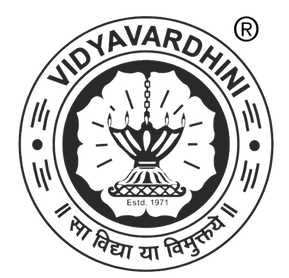 ®
VIDYAVARDHINI
Estd. 1971
॥ सा विद्या या विमुक्तये ॥